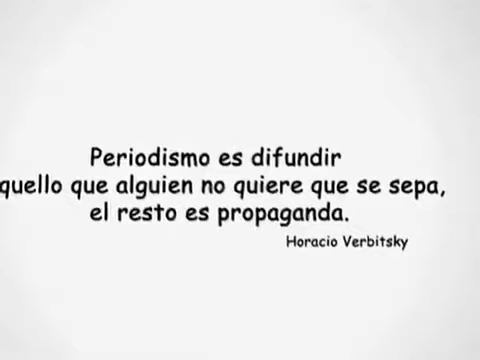 Periodismo es difundir
quello que alguien no quiere que se sepa,
el resto es propaganda.
Horacio Verbitsky